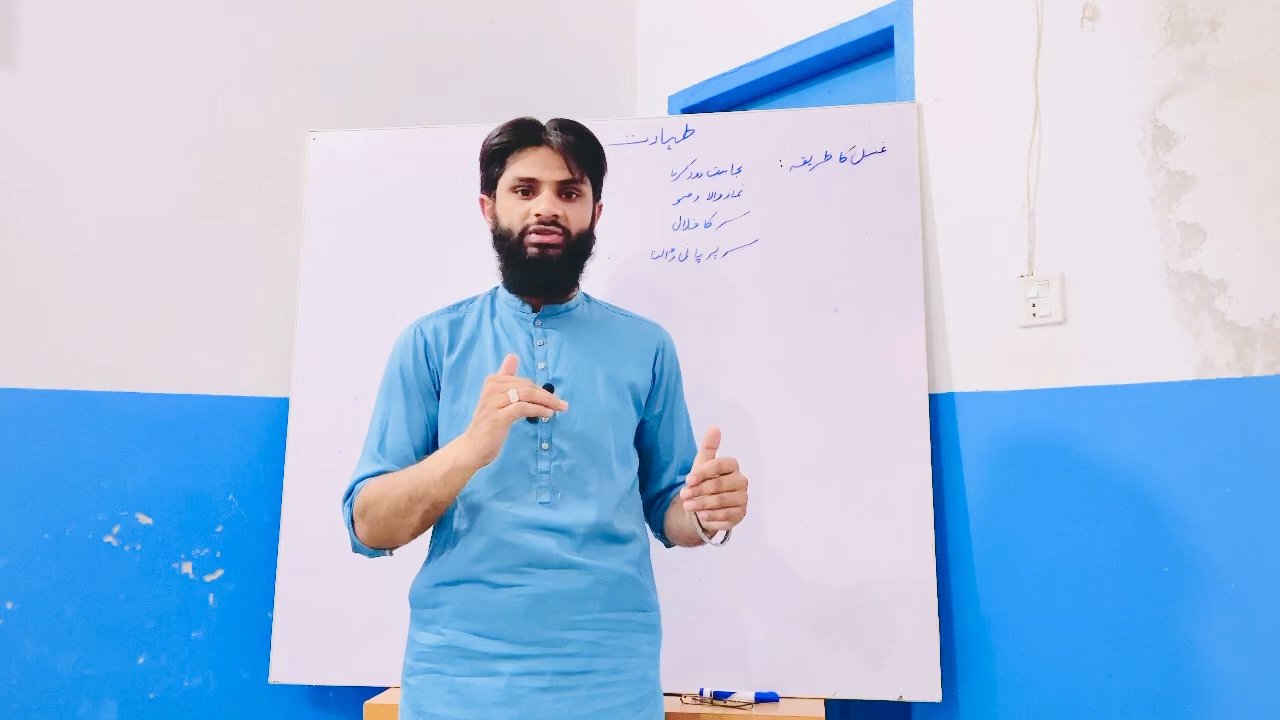 طہارت
غسل کا طریقہ :
نجاست دور کرنا
نماز والا وضو
سر کا خلال
سر پر پانی ڈالنا